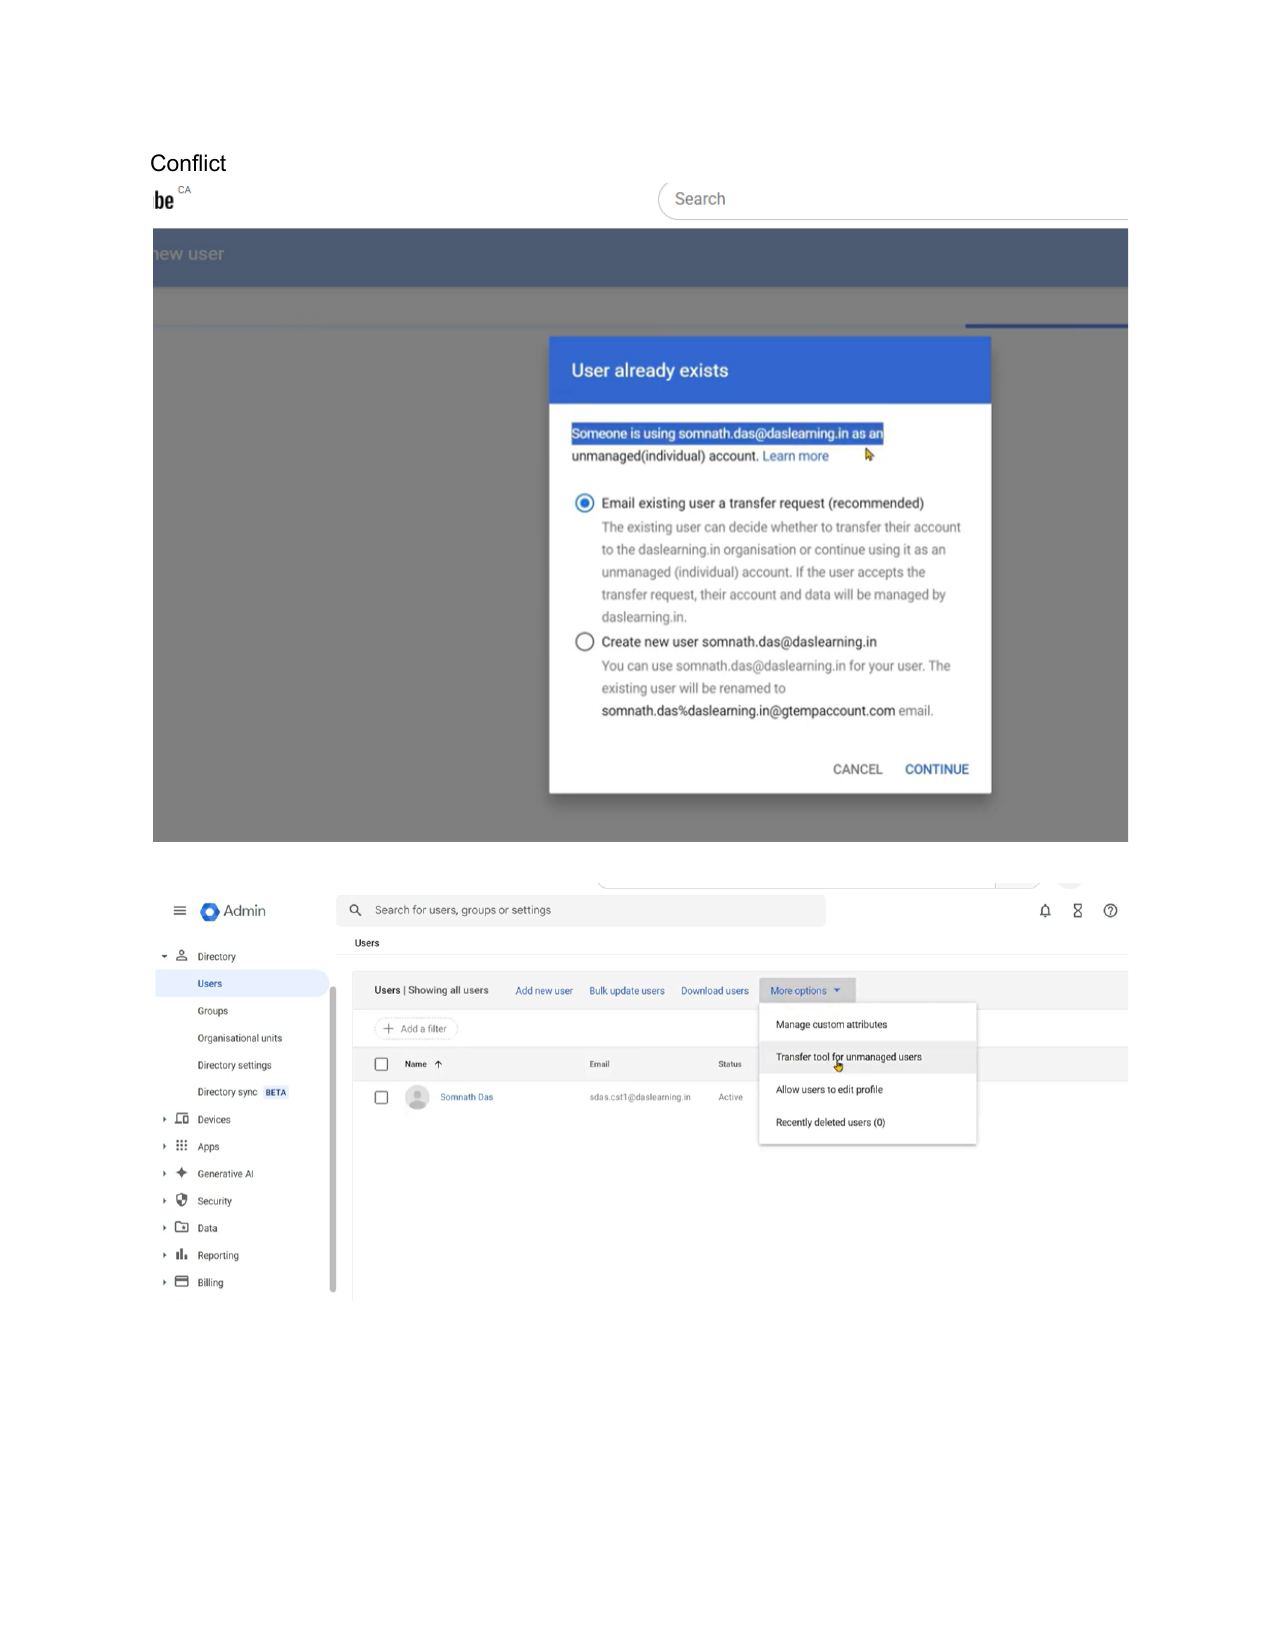 Conflict
be CA
Search
new user
User already exists
Someone is using somnath.das@daslearning.in as an
unmanaged(individual) account. Learn more
Email existing user a transfer request (recommended)
The existing user can decide whether to transfer their account
to the daslearning.in organisation or continue using it as an
unmanaged (individual) account. If the user accepts the
transfer request, their account and data will be managed by
daslearning.in.
Create new user somnath.das@daslearning.in
You can use somnath.das@daslearning.in for your user. The
existing user will be renamed to
somnath.das%daslearning.in@gtempaccount.com email.
CANCEL CONTINUE
Admin
Search for users, groups or settings
Users
Directory
Users
Groups
Organisational units
Directory settings
Directory sync BETA
Devices
Apps
Generative AI
Security
Data
Reporting
Billing
Users | Showing all users Add new user Bulk update users Download users More options
Add a filter
Name Email Status
Somnath Das sdas.cat1@daslearning.in Active
Manage custom attributes
Transfer tool for unmanaged users
Allow users to edit profile
Recently deleted users (0)